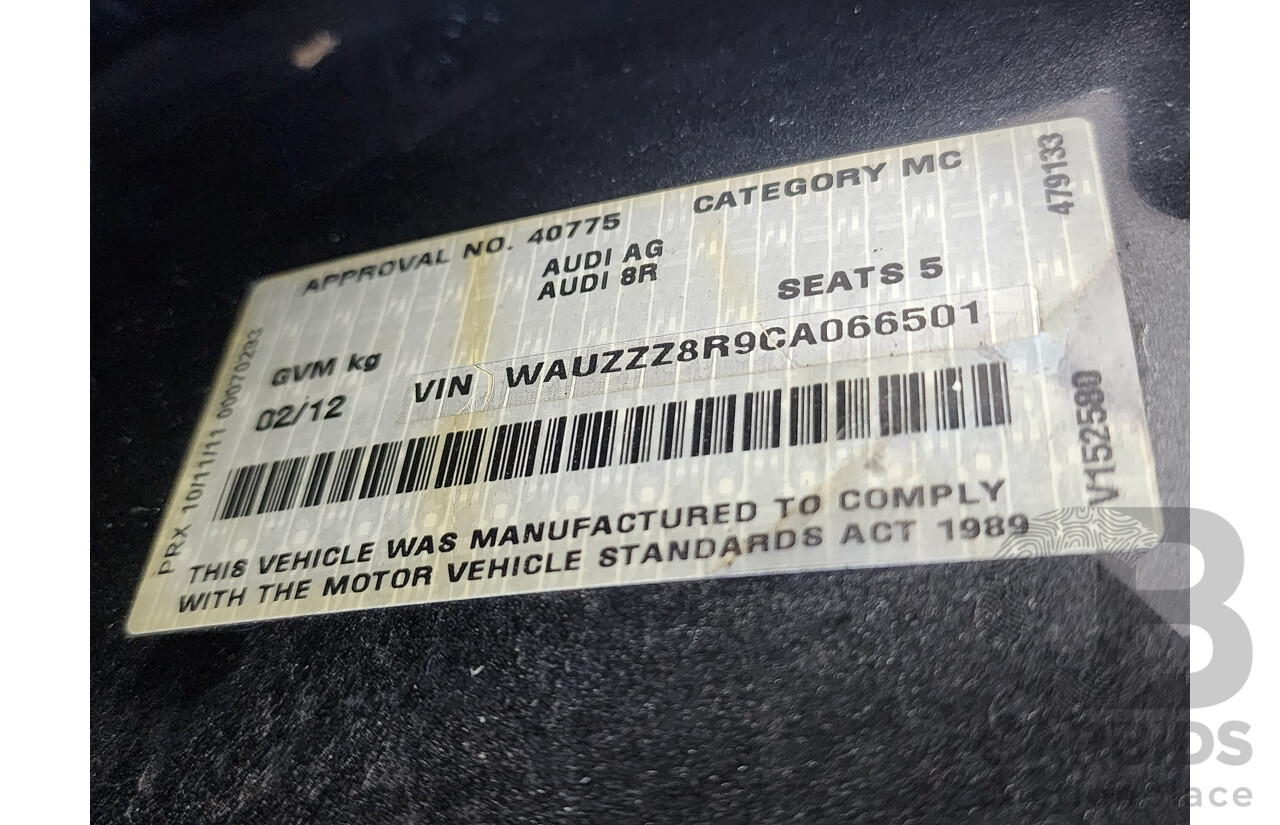 APPROVAL NO. 40775 CATEGORY MC
AUDI AG
AUDI 8R
SEATS 5
GVM kg
VIN WAUZZZ8R9CA066501
02/12
THIS VEHICLE WAS MANUFACTURED TO COMPLY
WITH THE MOTOR VEHICLE STANDARDS ACT 1989
PRX 10/11/11 00070293
479133
V152580